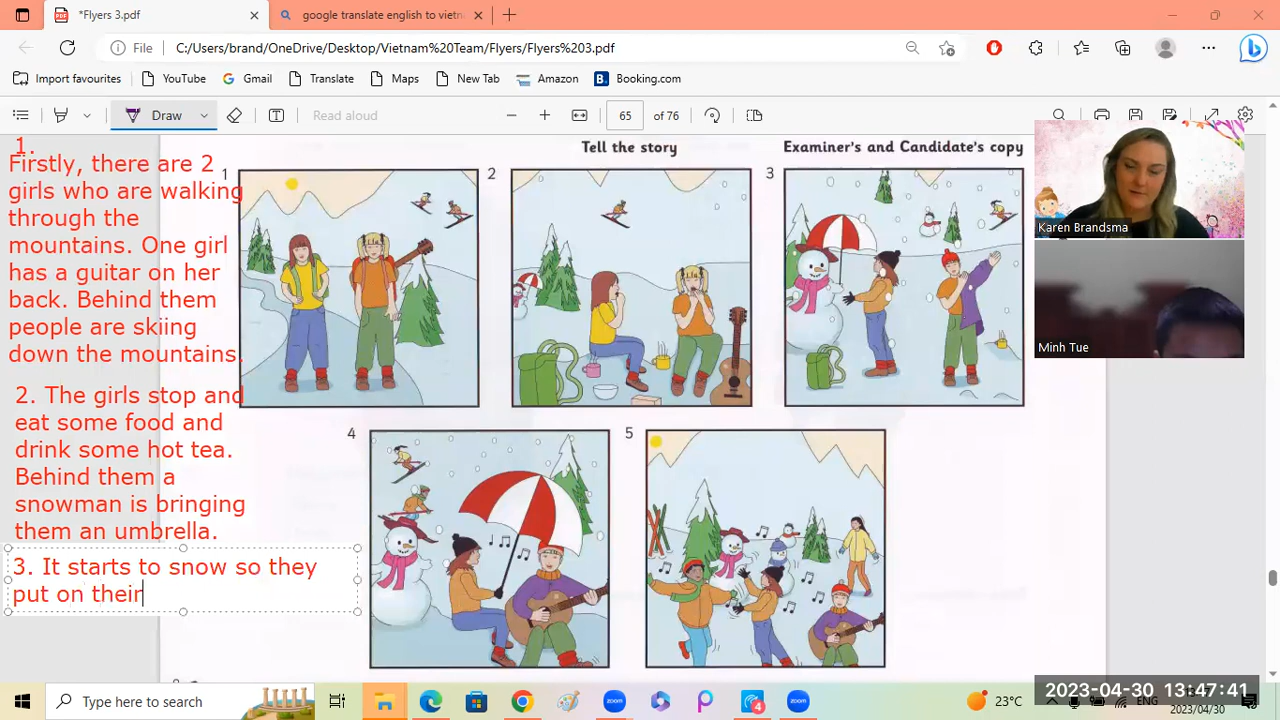 *Flyers 3.pdf
google translate english to vietn
File
C:/Users/brand/OneDrive/Desktop/Vietnam%20Team/Flyers/Flyers%203.pdf
Import favourites
YouTube
Gmail
Translate
Maps
New Tab
Amazon
B.
Booking.com
Draw
Read aloud
65
of 76
Tell the story
Examiner's and Candidate's copy
1.
Firstly, there are 2
girls who are walking
through the
mountains. One girl
has a guitar on her
back. Behind them
people are skiing
down the mountains.
2. The girls stop and
eat some food and
drink some hot tea.
Behind them a
snowman is bringing
them an umbrella.
3. It starts to snow so they
put on their
1
2
3
4
5
Karen Brandsma
Minh Tue
Type here to search
zoom
zoom
4
23°C
ENG
2023-04-30 13:47:41
2023/04/30